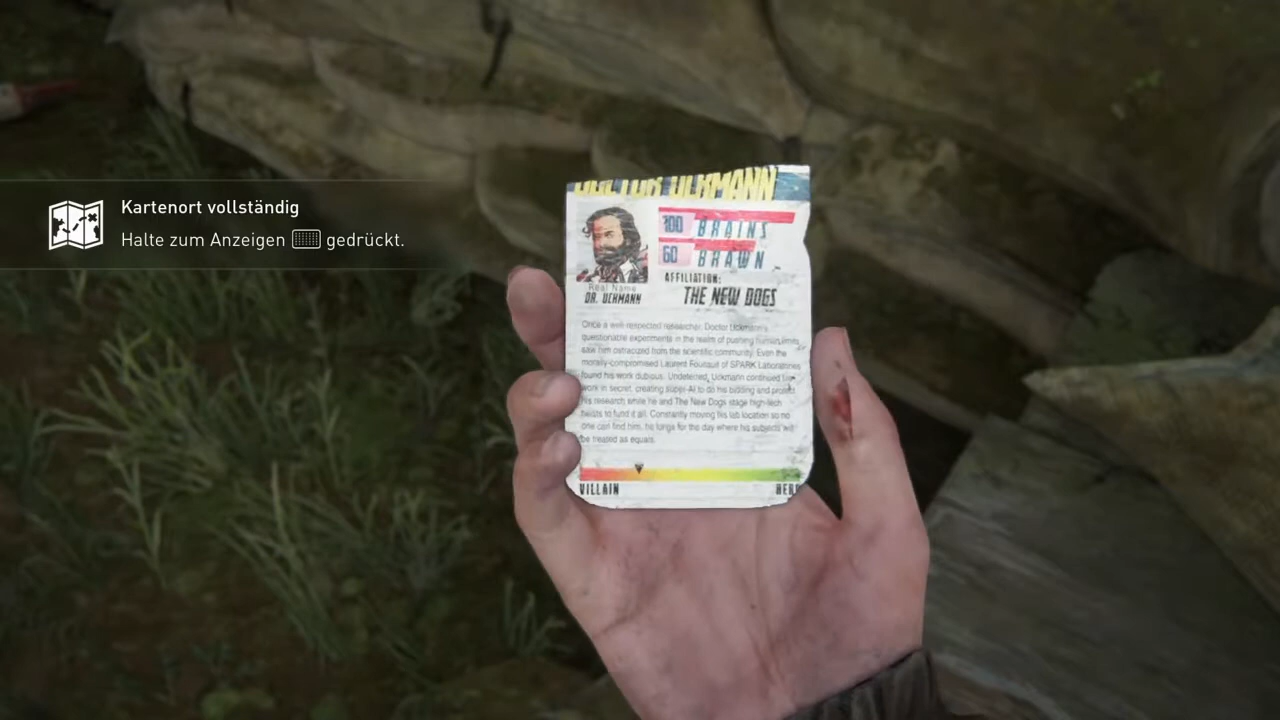 Kartenort vollständig
Halte zum Anzeigen gedrückt.
DOCTOR UCKMANN
100 BRAINS
60 BRAWN
AFFILIATION:
THE NEW DOGS
Real Name
DR. UCKMANN
Once a well-respected researcher, Doctor Uckmann's
questionable experiments in the realm of pushing human limits
saw him ostracized from the scientific community. Even the
morally-compromised Laurent Foucault of SPARK Laboratories
found his work dubious. Undeterred, Uckmann continued his
work in secret, creating super-AI to do his bidding and protect
his research while he and The New Dogs stage high-tech
heists to fund it all. Constantly moving his lab location so no
one can find him, he longs for the day where his subjects will
be treated as equals.
VILLAIN
HERO